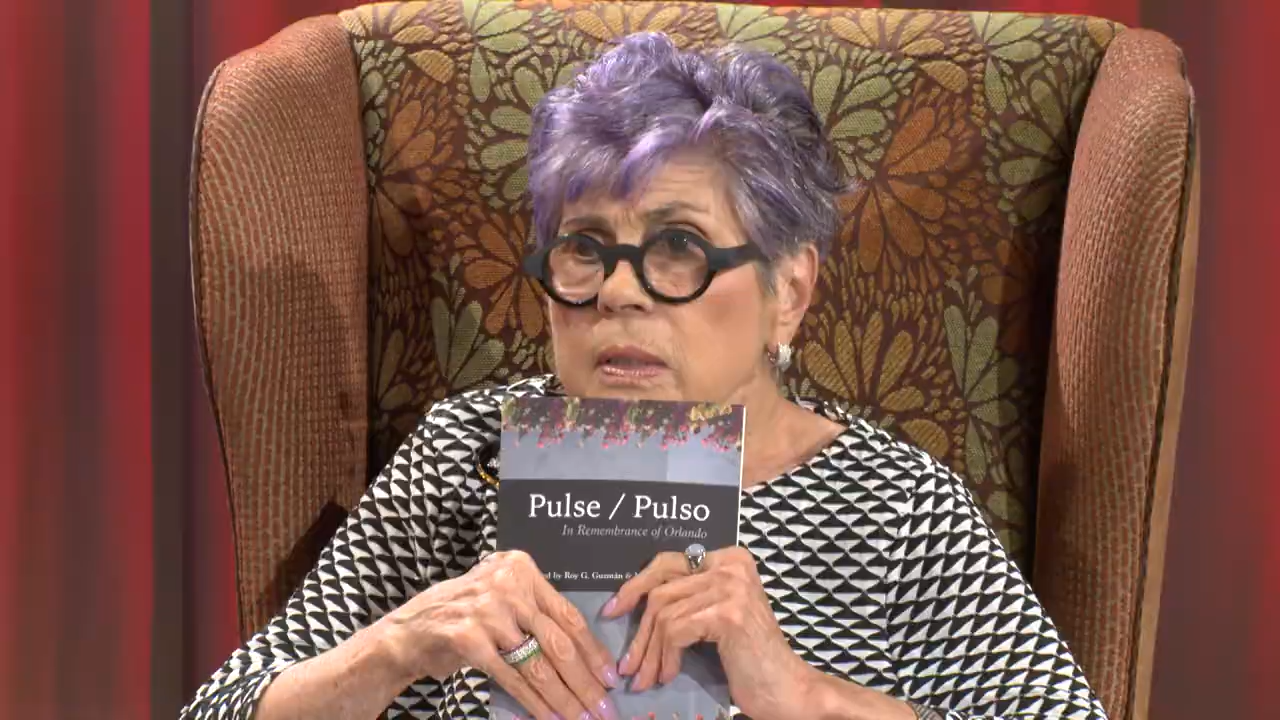 Pulse / Pulso
In Remembrance of Orlando
by Roy G. Guzmán &